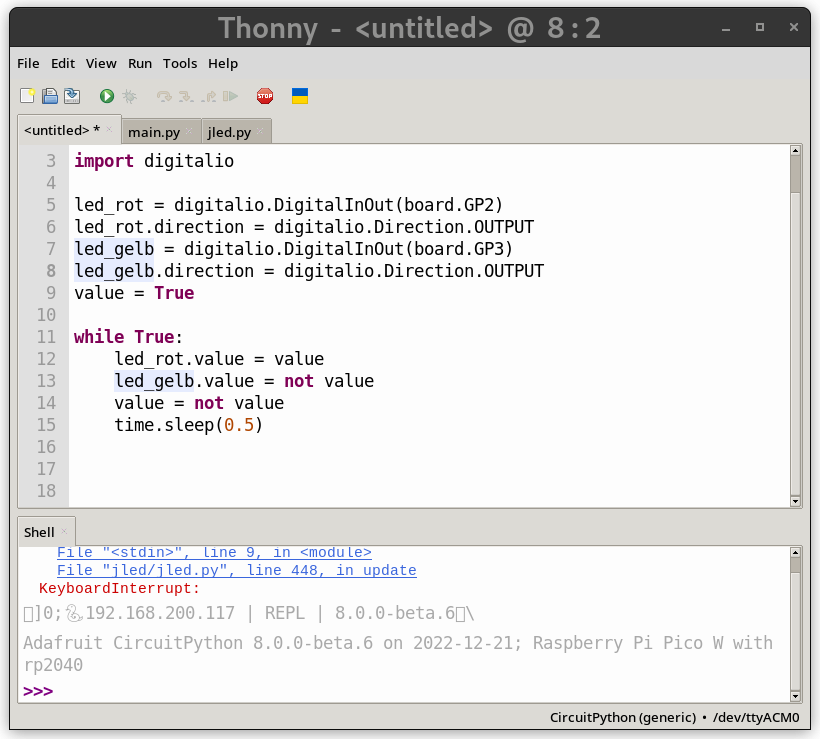 Thonny - <untitled> @ 8:2
File Edit View Run Tools Help
STOP
<untitled> * main.py jled.py
3 import digitalio
4
5 led_rot = digitalio.DigitalInOut(board.GP2)
6 led_rot.direction = digitalio.Direction.OUTPUT
7 led_gelb = digitalio.DigitalInOut(board.GP3)
8 led_gelb.direction = digitalio.Direction.OUTPUT
9 value = True
10
11 while True:
12     led_rot.value = value
13     led_gelb.value = not value
14     value = not value
15     time.sleep(0.5)
16
17
18
Shell
File "<stdin>", line 9, in <module>
File "jled/jled.py", line 448, in update
KeyboardInterrupt:
]0;🐍192.168.200.117 | REPL | 8.0.0-beta.6\
Adafruit CircuitPython 8.0.0-beta.6 on 2022-12-21; Raspberry Pi Pico W with
rp2040
>>>
CircuitPython (generic) • /dev/ttyACM0